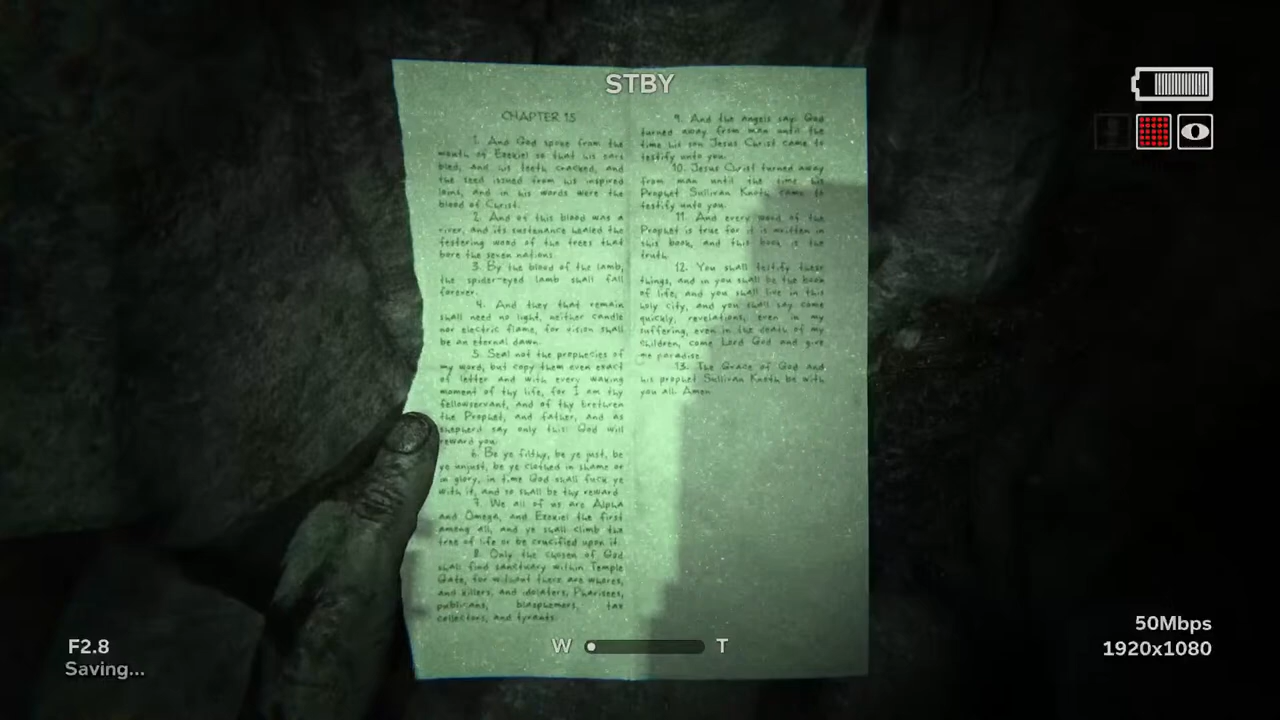 STBY
CHAPTER 15
1. And God spoke from the
mouth of Ezekiel so that his ears
bled, and his teeth cracked, and
the seed issued from his inspired
loins, and in his words were the
blood of Christ.
2. And of this blood was a
river, and its sustenance healed the
festering wood of the trees that
bore the seven nations.
3. By the blood of the lamb,
the spider-eyed lamb shall fall
forever.
4. And they that remain
shall need no light, neither candle
nor electric flame, for vision shall
be an eternal dawn.
5. Seal not the prophecies of
my word, but copy them even exact
of letter and with every waking
moment of thy life, for I am thy
fellowservant, and of thy brethren
the Prophet, and father, and as
shepherd say only this: God will
reward you.
6. Be ye filthy, be ye just, be
ye unjust, be ye clothed in shame or
in glory, in time God shall fuck ye
with it, and so shall be thy reward.
7. We all of us are Alpha
and Omega, and Ezekiel the first
among all, and ye shall climb the
tree of life or be crucified upon it.
8. Only the chosen of God
shall find sanctuary within Temple
Gate, for without there are whores,
and killers, and idolaters, Pharisees,
publicans, blasphemers, tax
collectors, and tyrants.
9. And the angels say: God
turned away from man until the
time his son Jesus Christ came to
testify unto you.
10. Jesus Christ turned away
from man until the time his
Prophet Sullivan Knoth came to
testify unto you.
11. And every word of the
Prophet is true for it is written in
this book, and this book is the
truth.
12. You shall testify these
things, and in you shall be the book
of life, and you shall live in this
holy city, and you shall say come
quickly, revelations, even in my
suffering, even in the death of my
children, come Lord God and give
me paradise.
13. The Grace of God and
his prophet Sullivan Knoth be with
you all. Amen.
W T
F2.8
Saving...
50Mbps
1920x1080